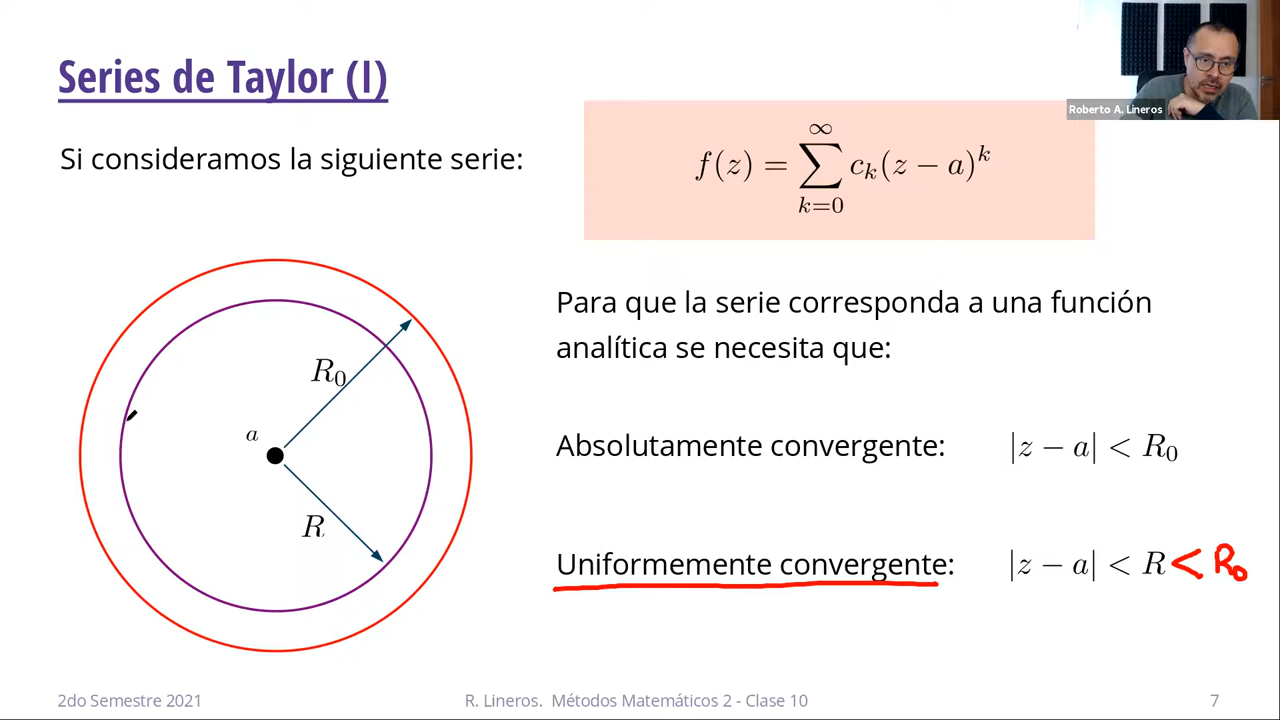 Series de Taylor (I)
Roberto A. Lineros
Si consideramos la siguiente serie:
f(z) = ∑_{k=0}^{∞} c_k(z − a)^k
Para que la serie corresponda a una función
analítica se necesita que:
R₀
a
R
Absolutamente convergente: |z − a| < R₀
Uniformemente convergente: |z − a| < R < R₀
2do Semestre 2021
R. Lineros. Métodos Matemáticos 2 - Clase 10
7